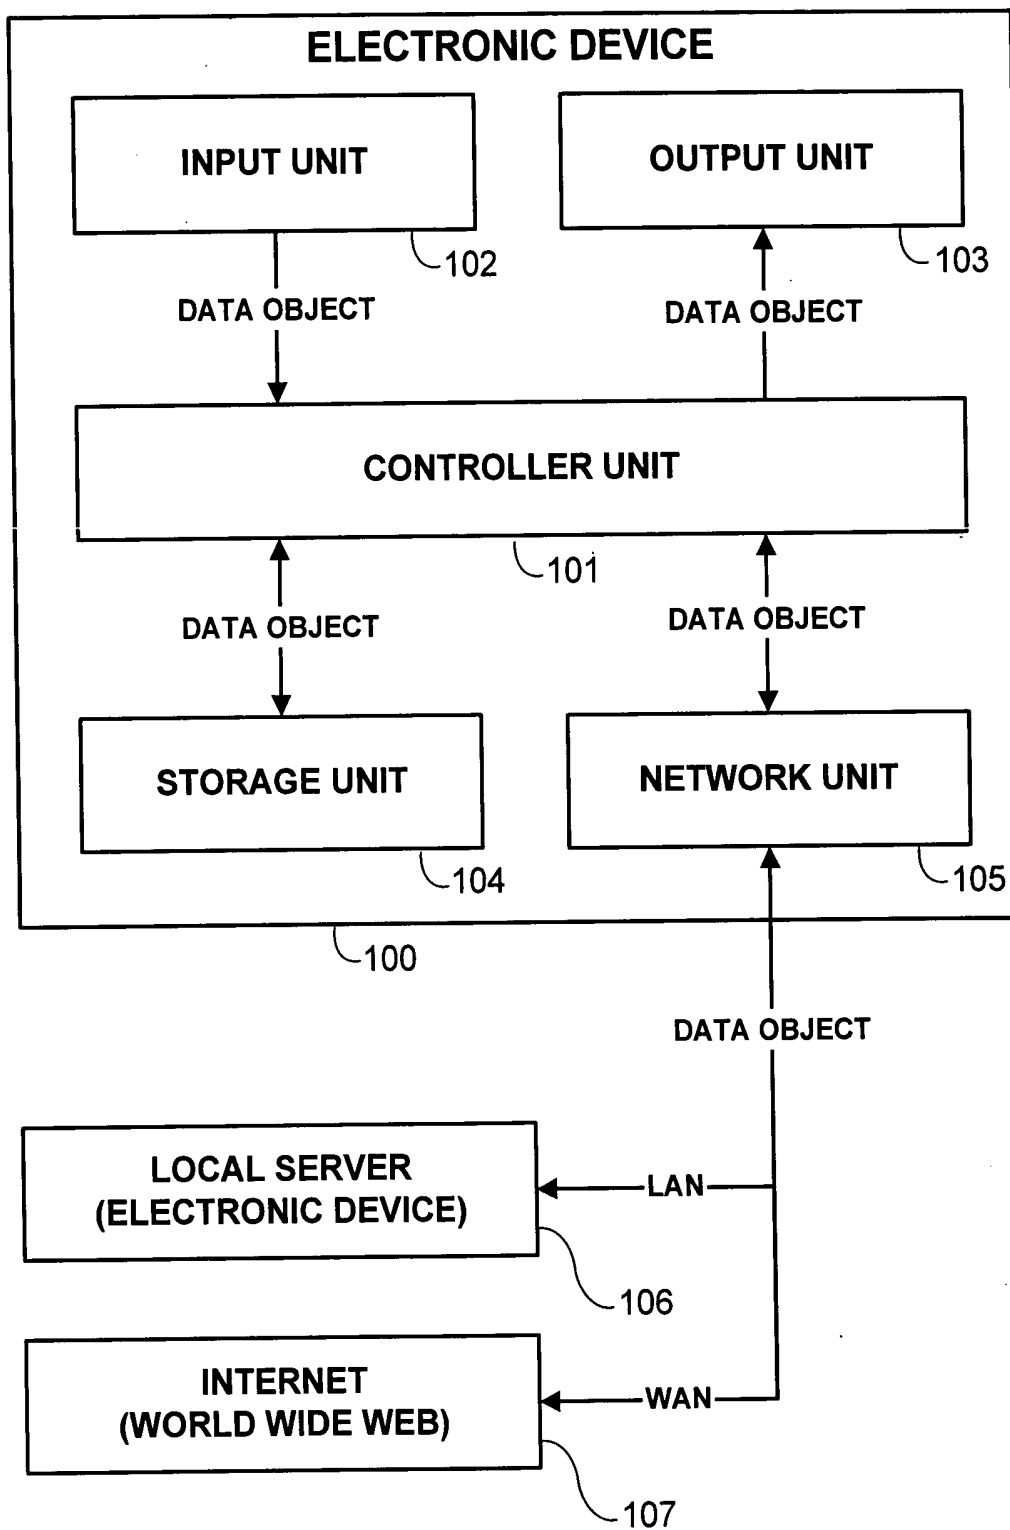 ELECTRONIC DEVICE
INPUT UNIT
OUTPUT UNIT
102
103
DATA OBJECT
DATA OBJECT
CONTROLLER UNIT
101
DATA OBJECT
DATA OBJECT
STORAGE UNIT
NETWORK UNIT
104
105
100
DATA OBJECT
LOCAL SERVER
(ELECTRONIC DEVICE)
LAN
106
INTERNET
(WORLD WIDE WEB)
WAN
107